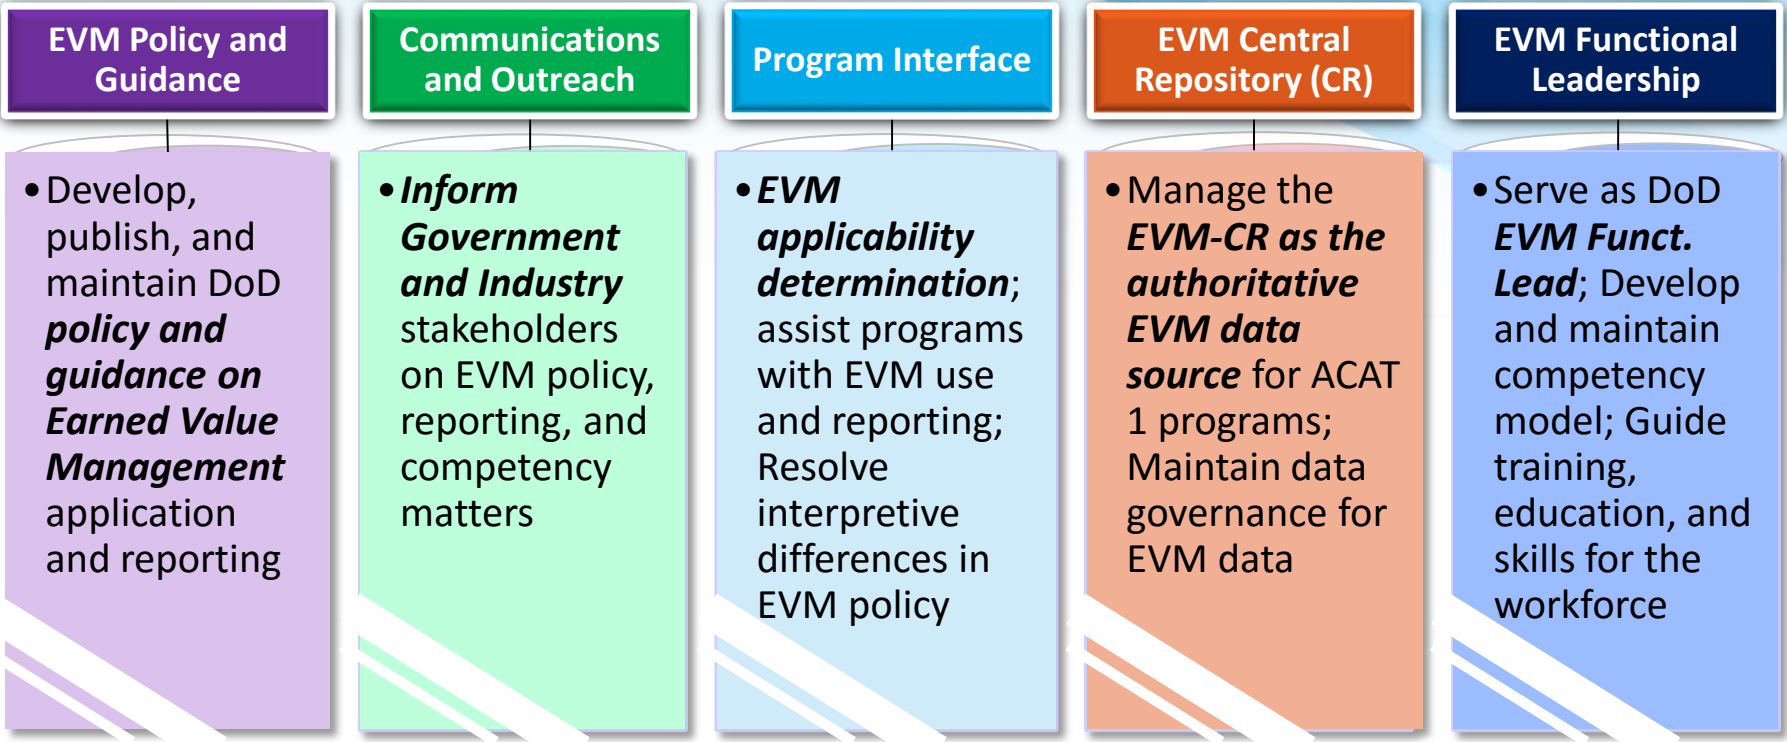 EVM Policy and
Guidance
•Develop,
publish, and
maintain DoD
policy and
guidance on
Earned Value
Management
application
and reporting
Communications
and Outreach
•Inform
Government
and Industry
stakeholders
on EVM policy,
reporting, and
competency
matters
Program Interface
•EVM
applicability
determination;
assist programs
with EVM use
and reporting;
Resolve
interpretive
differences in
EVM policy
EVM Central
Repository (CR)
•Manage the
EVM-CR as the
authoritative
EVM data
source for ACAT
1 programs;
Maintain data
governance for
EVM data
EVM Functional
Leadership
•Serve as DoD
EVM Funct.
Lead; Develop
and maintain
competency
model; Guide
training,
education, and
skills for the
workforce